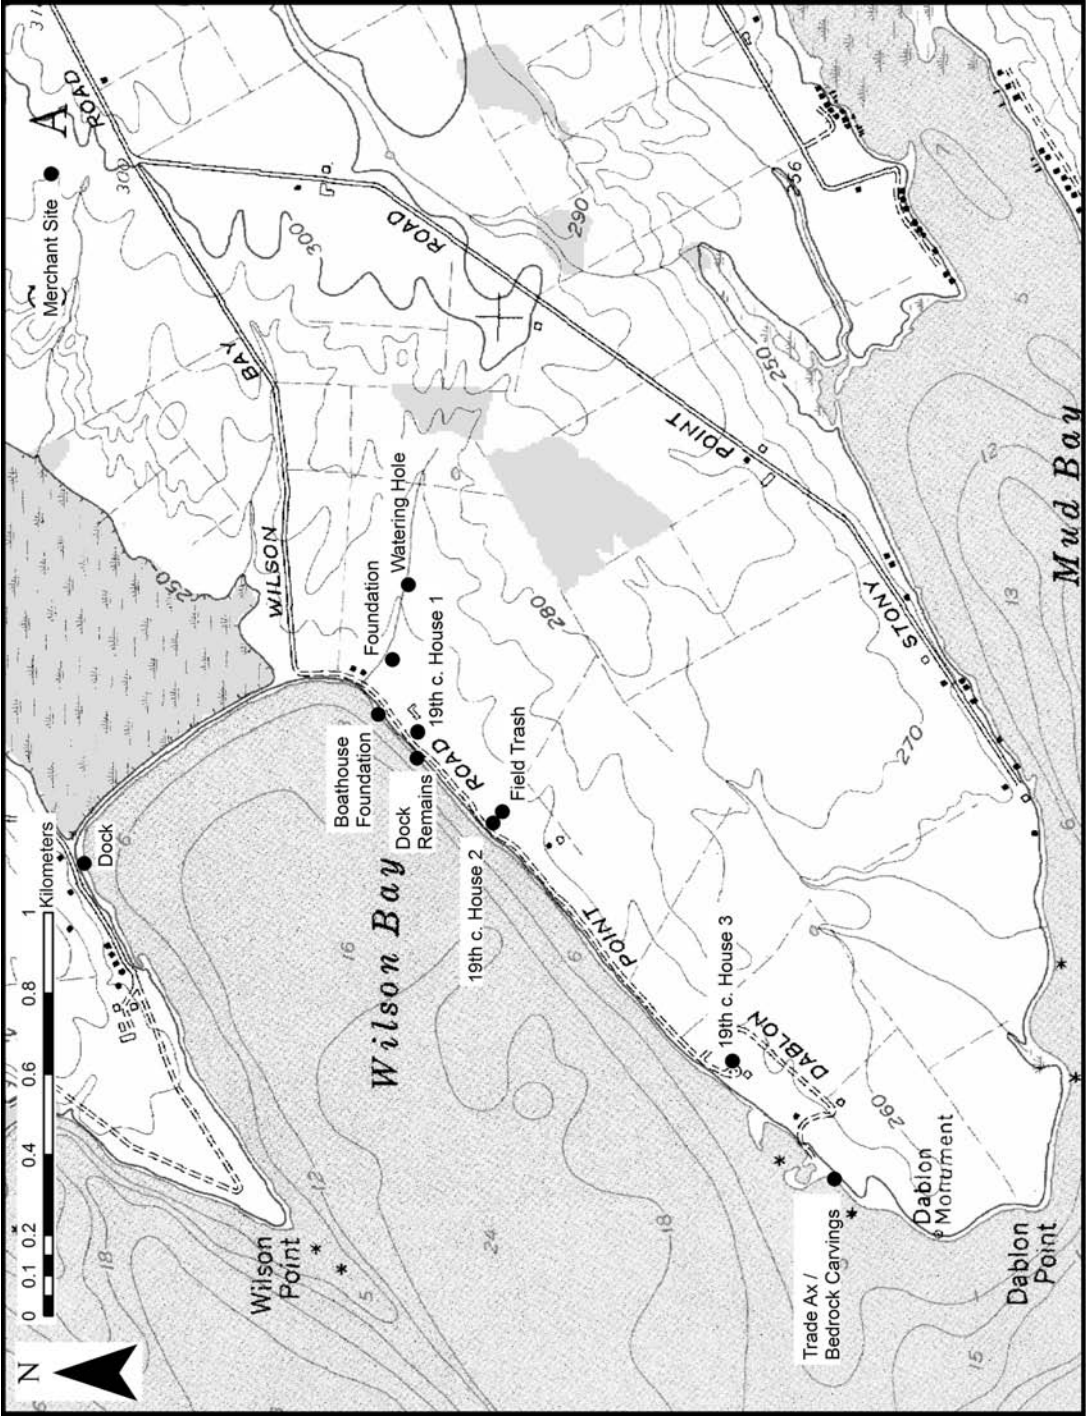 N
0 0.1 0.2 0.4 0.6 0.8 1
Kilometers
Dock
Merchant Site
A
ROAD
300
18
6
250
BAY
WILSON
Wilson
Point
12
5
16
Wilson Bay
Boathouse
Foundation
Foundation
Watering Hole
Dock
Remains
19th c. House 1
ROAD
19th c. House 2
Field Trash
300
ROAD
290
24
6
POINT
280
18
19th c. House 3
DABLON
POINT
250
256
Trade Ax /
Bedrock Carvings
260
270
STONY
Dablon
Monument
Dablon
Point
15
6
13
12
5
7
Mud Bay